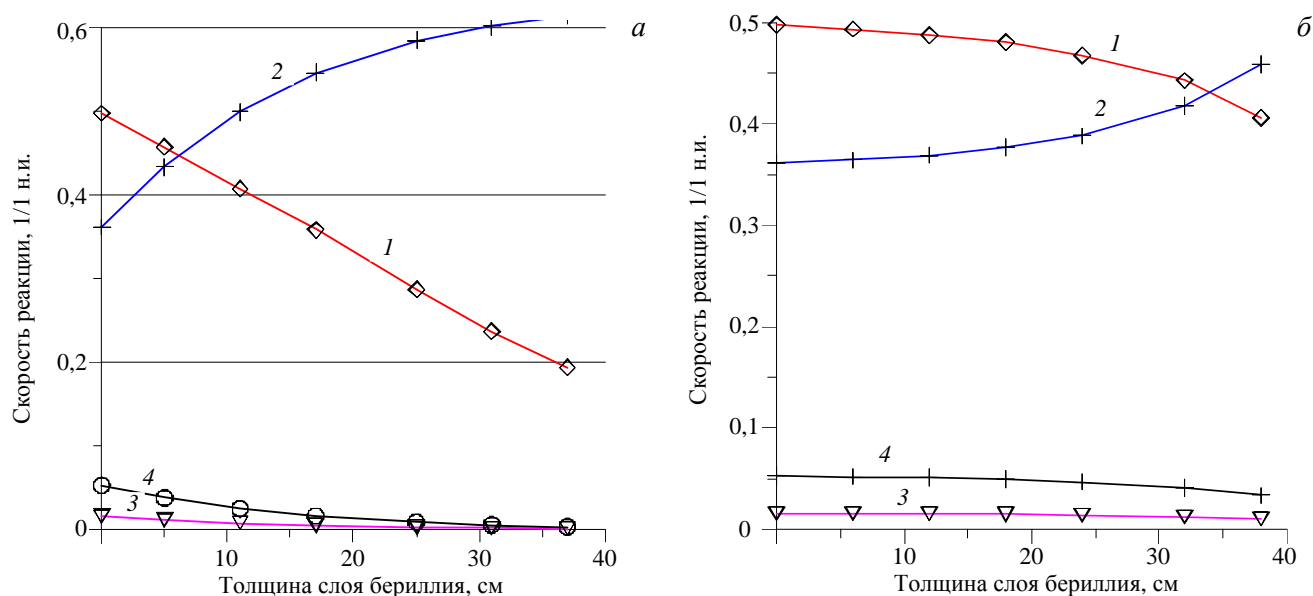 а
Скорость реакции, 1/1 н.и.
0,6
0,4
0,2
0
2
1
4
3
10 20 30 40
Толщина слоя бериллия, см
б
Скорость реакции, 1/1 н.и.
0,5
0,4
0,3
0,2
0,1
0
1
2
4
3
10 20 30 40
Толщина слоя бериллия, см